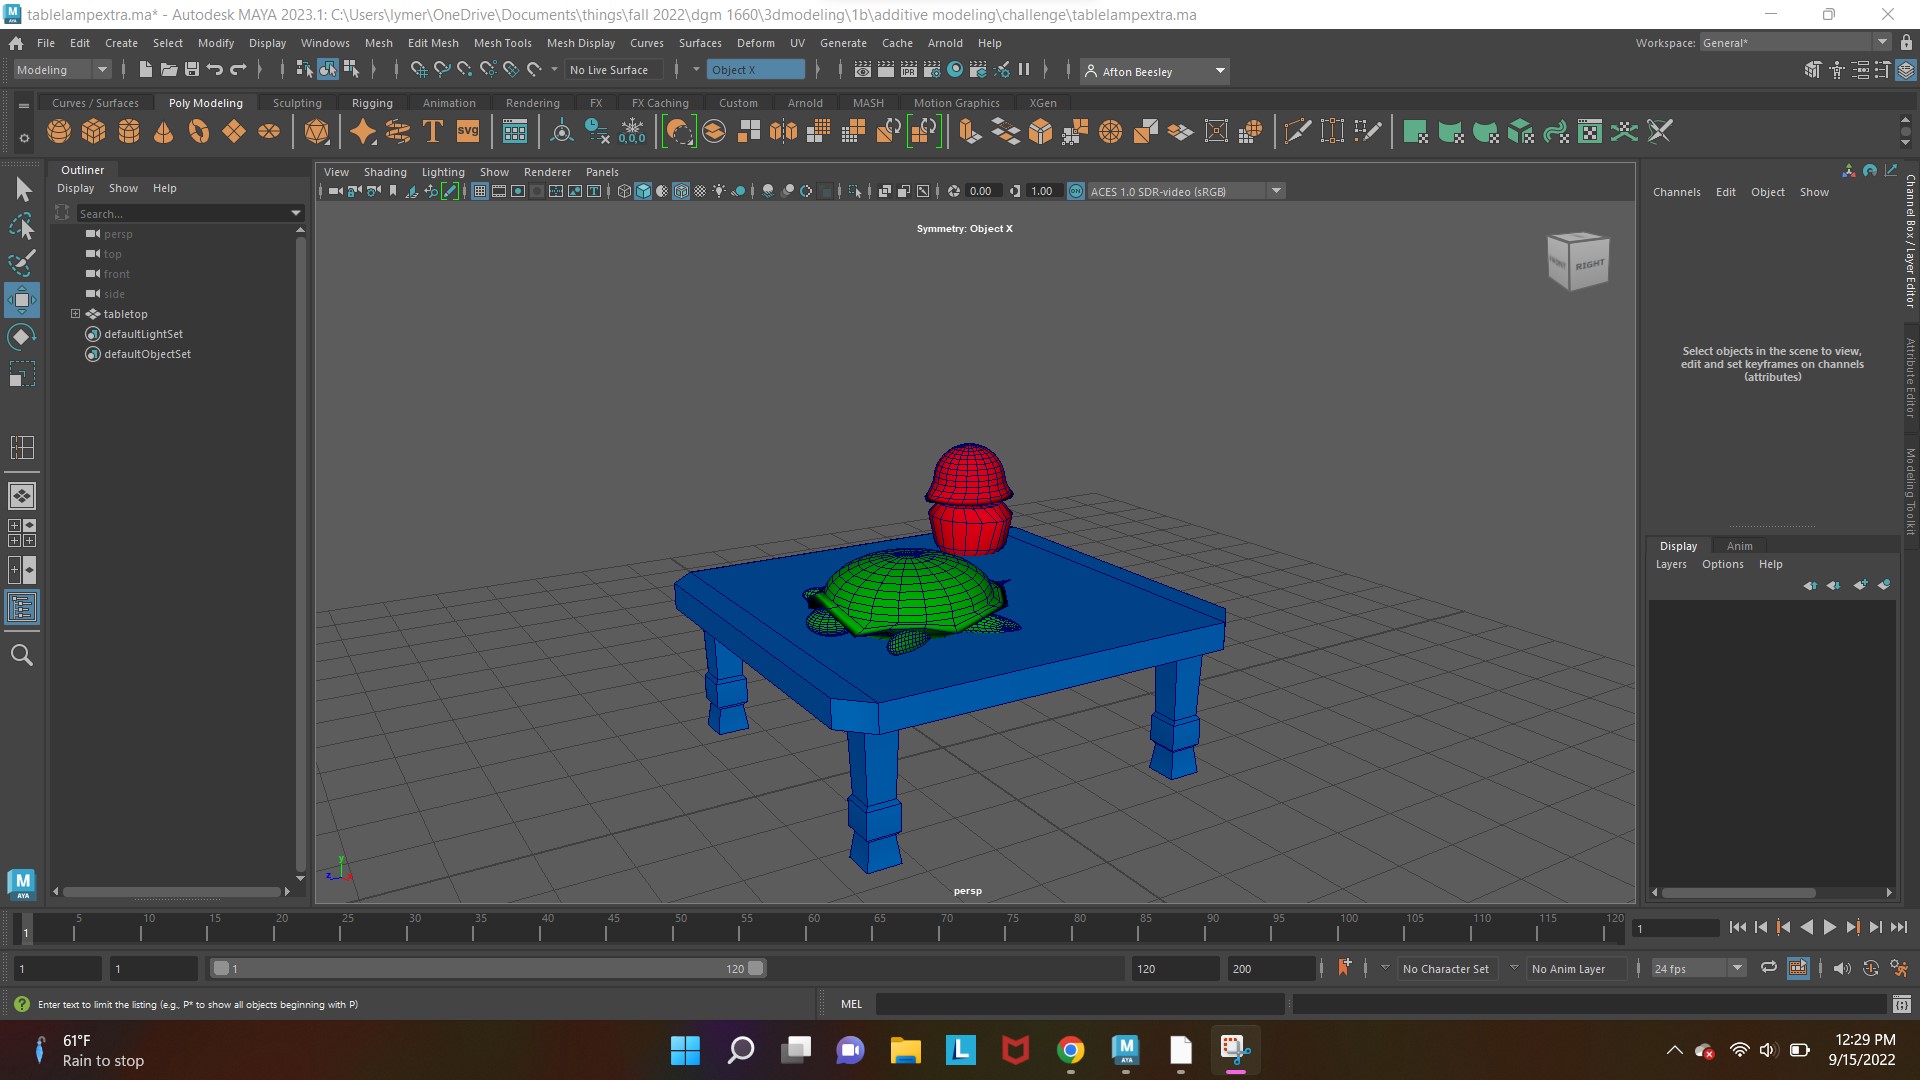 tablelampextra.ma* - Autodesk MAYA 2023.1: C:\Users\lymer\OneDrive\Documents\things\fall 2022\dgm 1660\3dmodeling\1b\additive modeling\challenge\tablelampextra.ma
File Edit Create Select Modify Display Windows Mesh Edit Mesh Mesh Tools Mesh Display Curves Surfaces Deform UV Generate Cache Arnold Help
Workspace: General*
Modeling No Live Surface Object X IPR Afton Beesley
Curves / Surfaces Poly Modeling Sculpting Rigging Animation Rendering FX FX Caching Custom Arnold MASH Motion Graphics XGen
T svg 0,0,0
Outliner
Display Show Help
Search...
persp
top
front
side
tabletop
defaultLightSet
defaultObjectSet
View Shading Lighting Show Renderer Panels
0.00 1.00 ON ACES 1.0 SDR-video (sRGB)
Symmetry: Object X
FRONT RIGHT
y
z x
persp
Channels Edit Object Show
Select objects in the scene to view,
edit and set keyframes on channels
(attributes)
Channel Box / Layer Editor
Attribute Editor
Modeling Toolkit
Display Anim
Layers Options Help
M
AYA
1 5 10 15 20 25 30 35 40 45 50 55 60 65 70 75 80 85 90 95 100 105 110 115 120
1
1 1 1 120 120 200 No Character Set No Anim Layer 24 fps
Enter text to limit the listing (e.g., P* to show all objects beginning with P)
MEL
61°F
Rain to stop
L
M
AYA
12:29 PM
9/15/2022